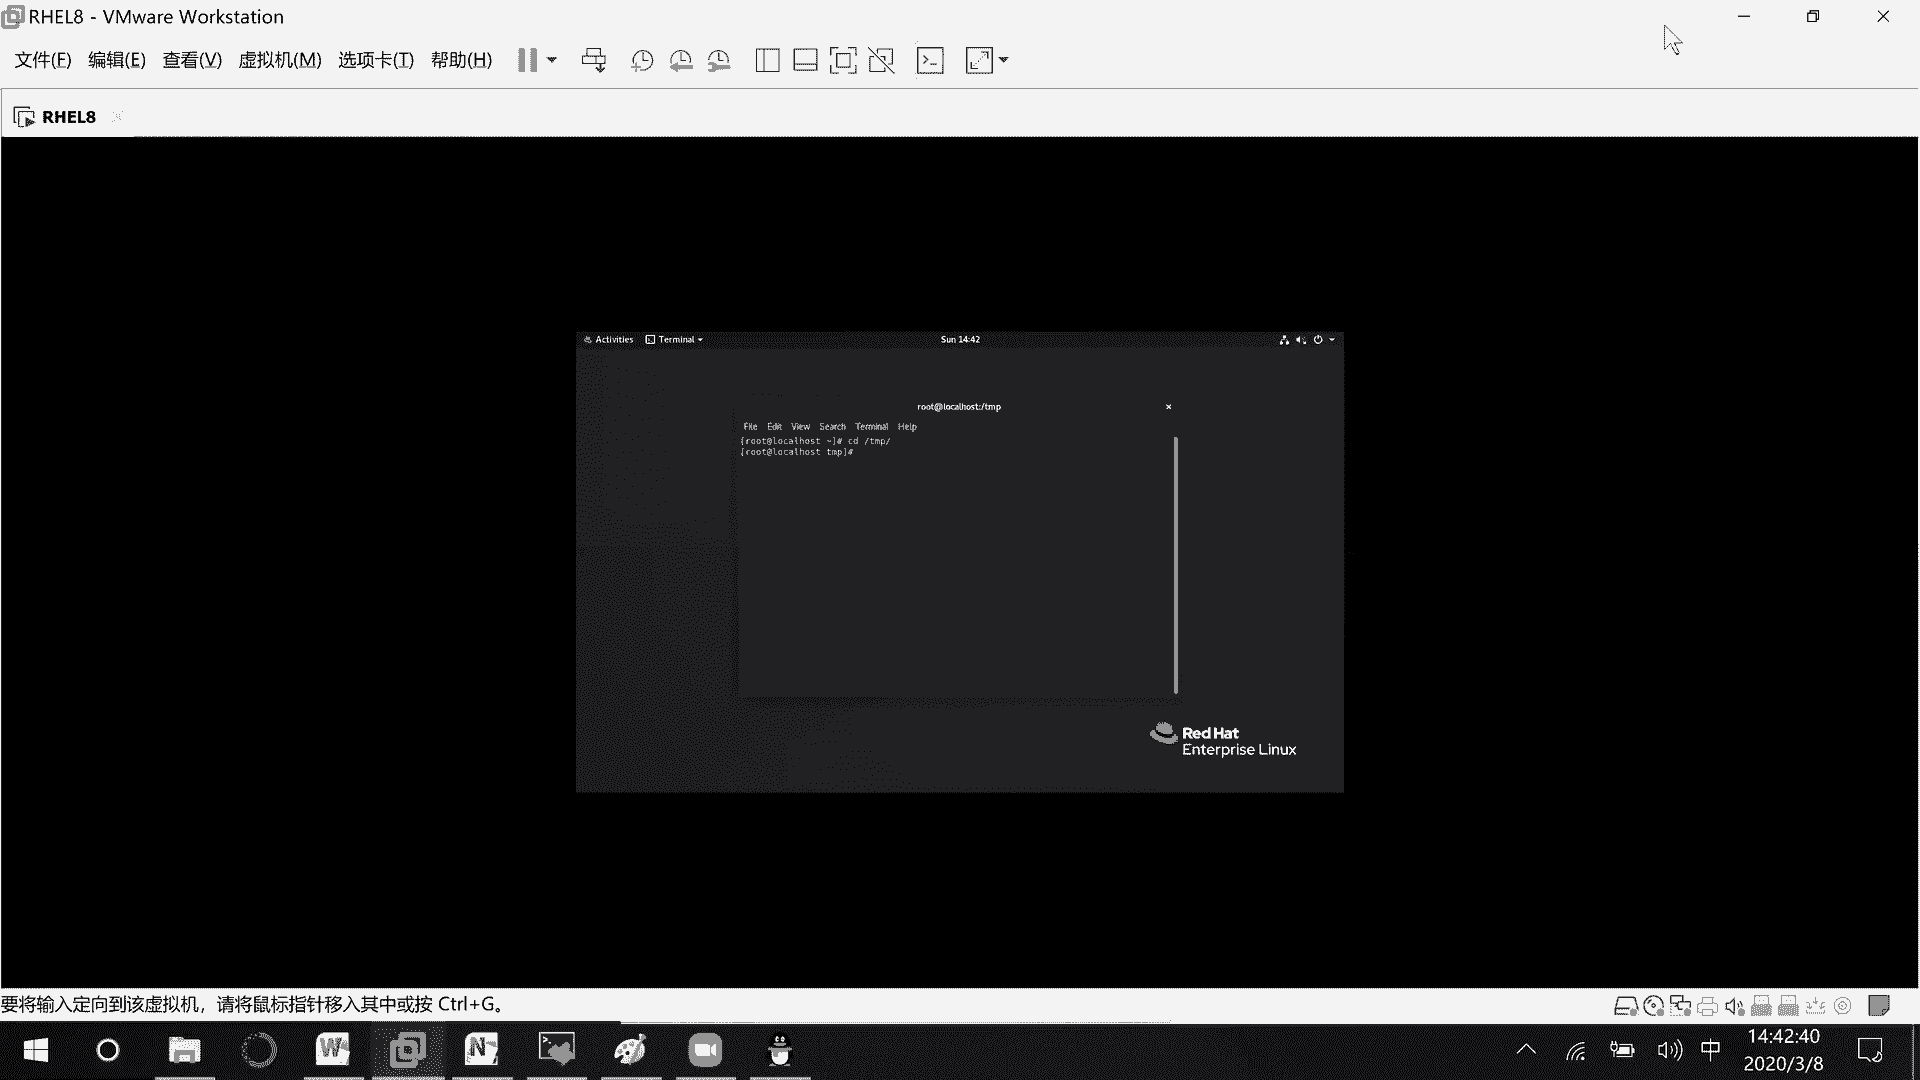 RHEL8 - VMware Workstation
文件(F) 编辑(E) 查看(V) 虚拟机(M) 选项卡(T) 帮助(H)
RHEL8
Activities Terminal Sun 14:42
root@localhost:/tmp
File Edit View Search Terminal Help
[root@localhost ~]# cd /tmp/
[root@localhost tmp]#
Red Hat
Enterprise Linux
要将输入定向到该虚拟机，请将鼠标指针移入其中或按 Ctrl+G。
中
14:42:40
2020/3/8